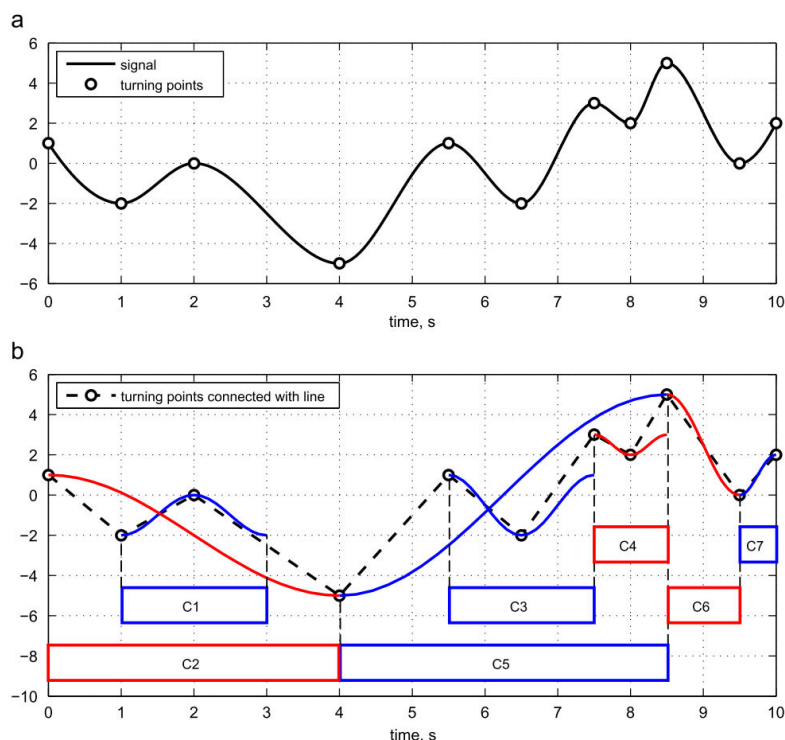 a
6
4
2
0
−2
−4
−6
signal
turning points
0 1 2 3 4 5 6 7 8 9 10
time, s
b
6
4
2
0
−2
−4
−6
−8
−10
turning points connected with line
C4
C7
C1
C3
C6
C2
C5
0 1 2 3 4 5 6 7 8 9 10
time, s